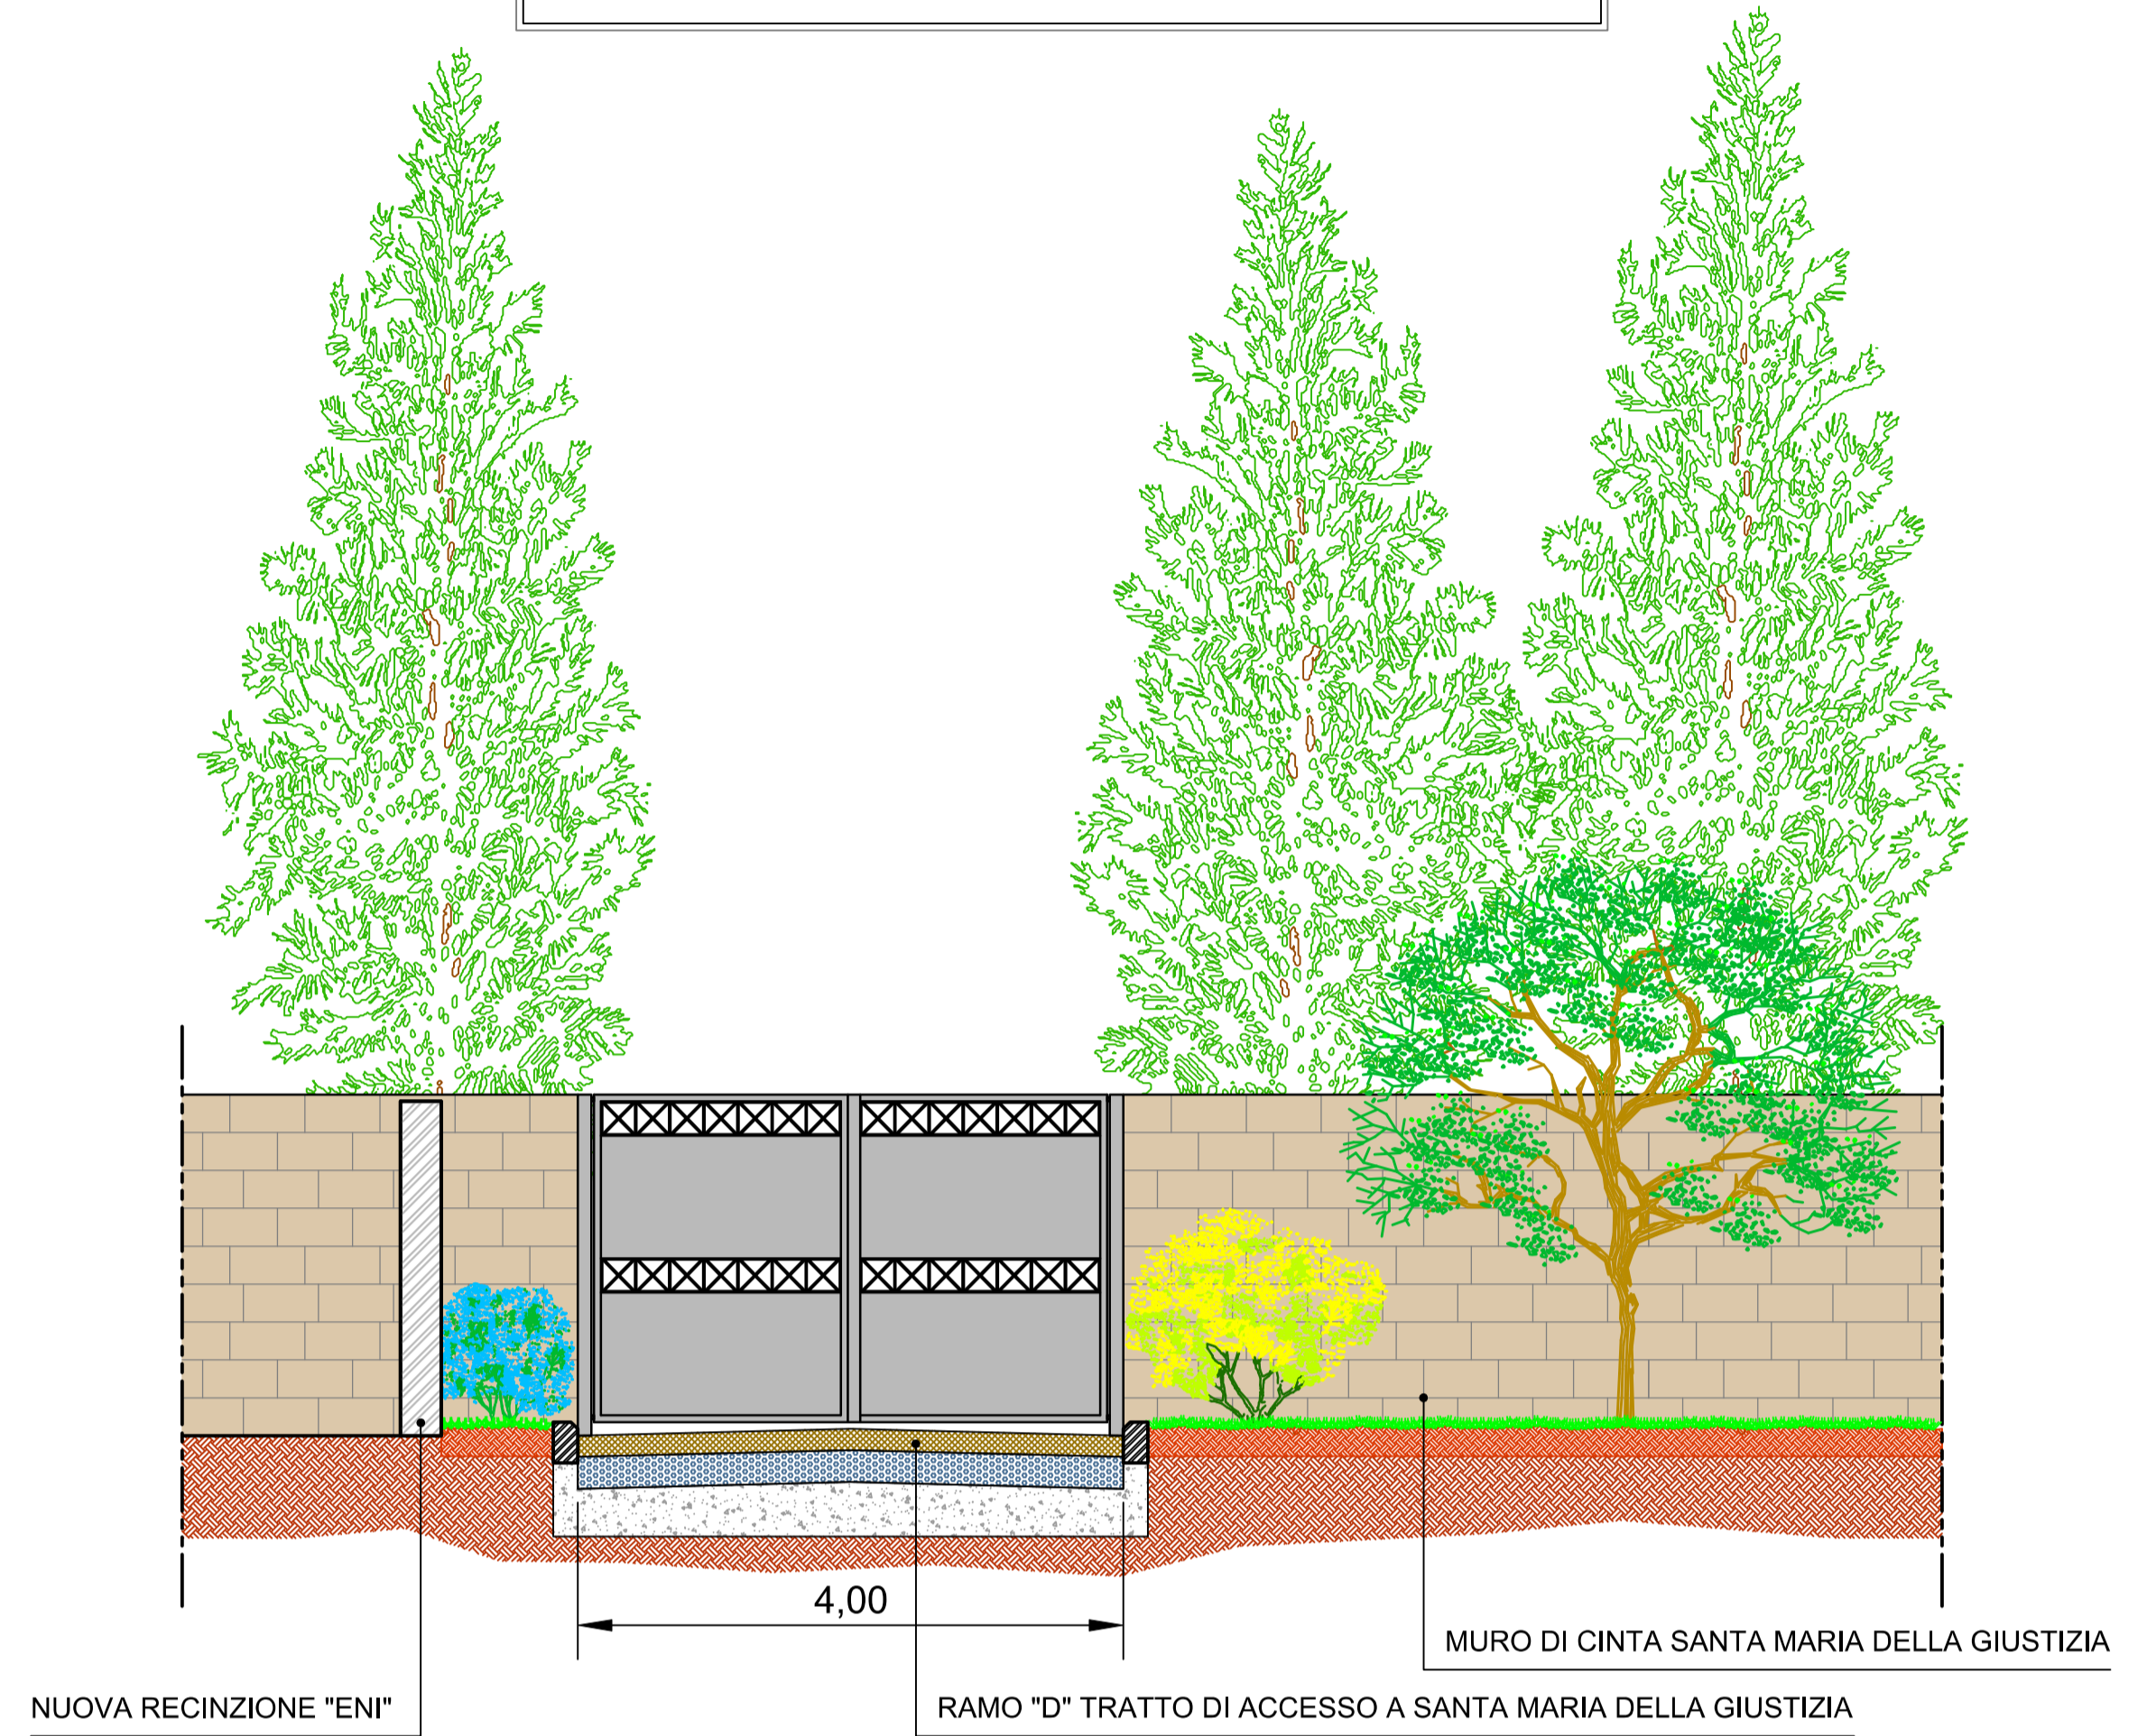 4,00
MURO DI CINTA SANTA MARIA DELLA GIUSTIZIA
NUOVA RECINZIONE "ENI"
RAMO "D" TRATTO DI ACCESSO A SANTA MARIA DELLA GIUSTIZIA